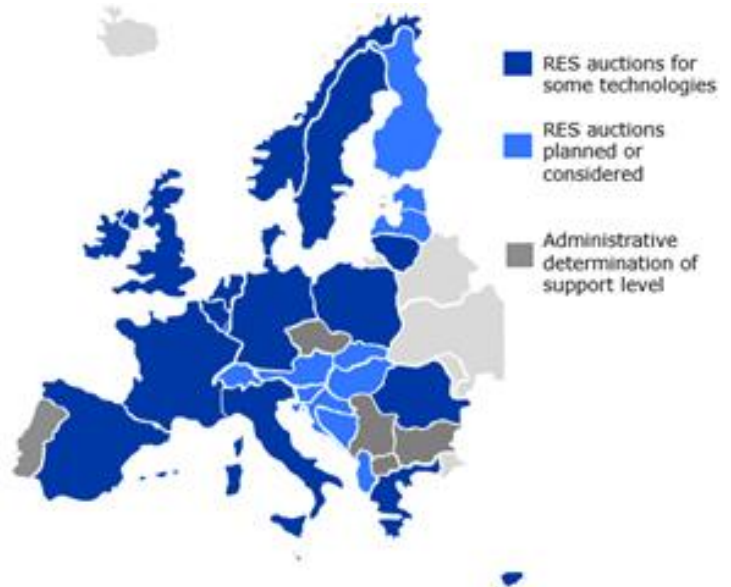 RES auctions for
some technologies
RES auctions
planned or
considered
Administrative
determination of
support level